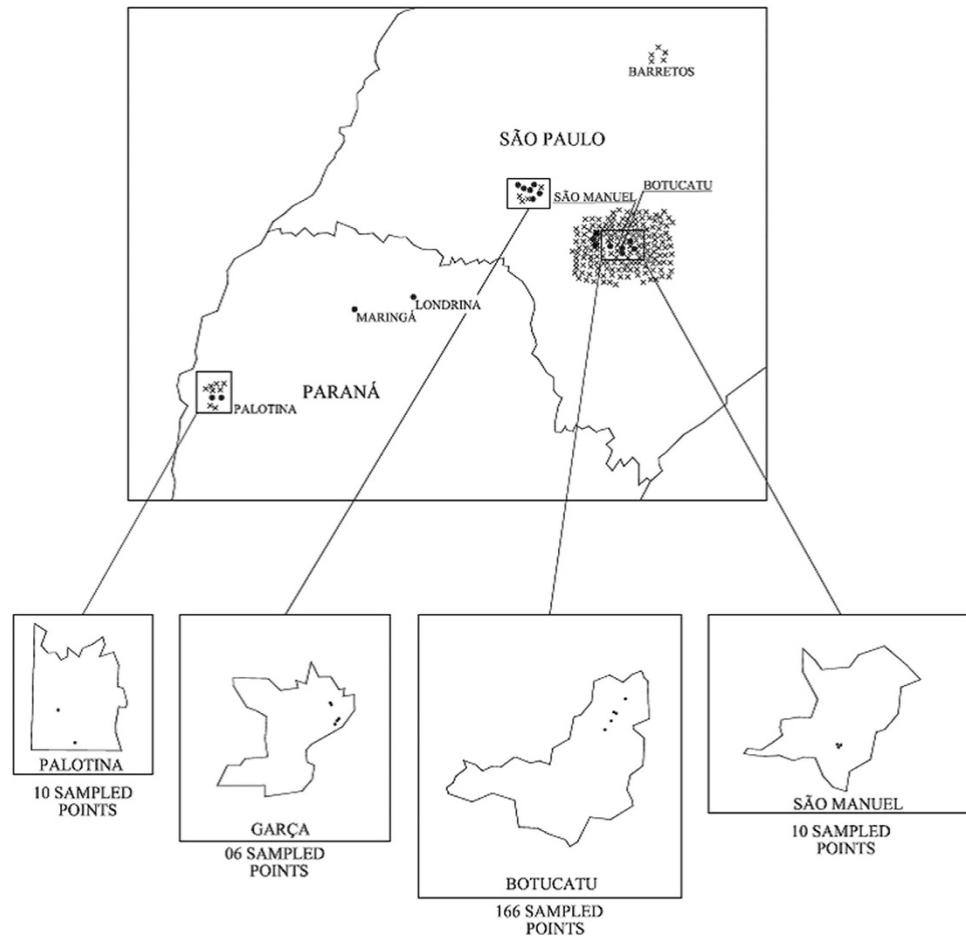 BARRETOS
SÃO PAULO
BOTUCATU
SÃO MANUEL
LONDRINA
MARINGÁ
PARANÁ
PALOTINA
PALOTINA
10 SAMPLED
POINTS
GARÇA
06 SAMPLED
POINTS
BOTUCATU
166 SAMPLED
POINTS
SÃO MANUEL
10 SAMPLED
POINTS